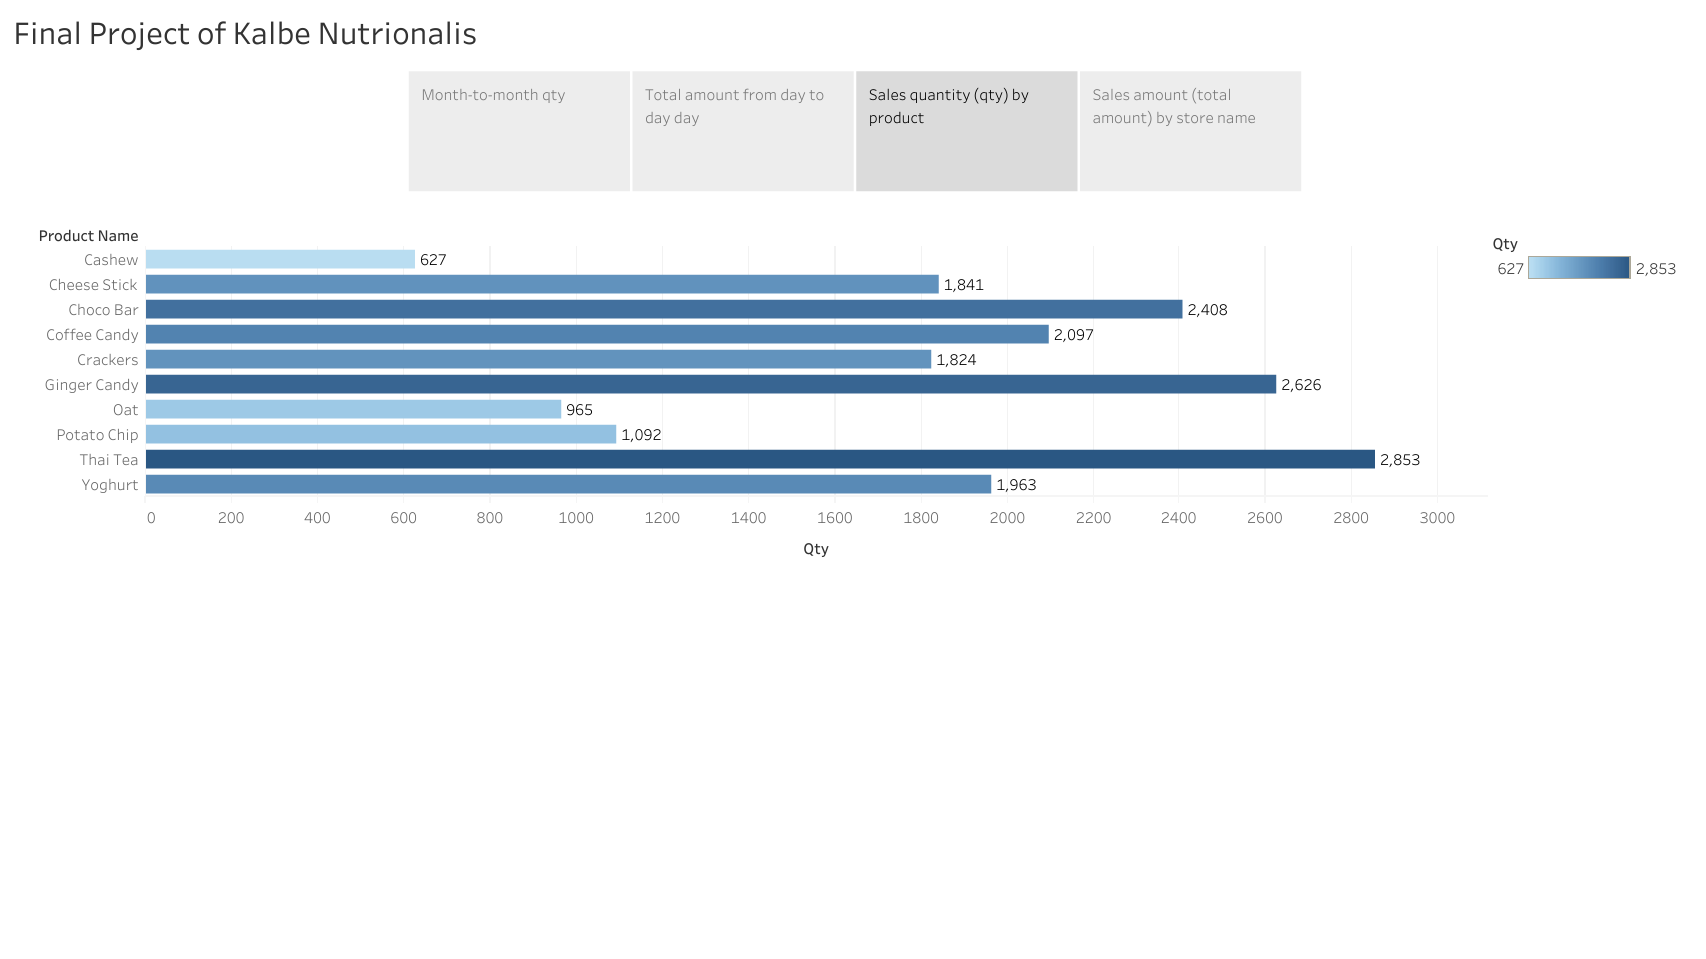 Final Project of Kalbe Nutrionalis
Month-to-month qty
Total amount from day to
day day
Sales quantity (qty) by
product
Sales amount (total
amount) by store name
Product Name
Cashew 627
Cheese Stick 1,841
Choco Bar 2,408
Coffee Candy 2,097
Crackers 1,824
Ginger Candy 2,626
Oat 965
Potato Chip 1,092
Thai Tea 2,853
Yoghurt 1,963
0 200 400 600 800 1000 1200 1400 1600 1800 2000 2200 2400 2600 2800 3000
Qty
Qty
627 2,853